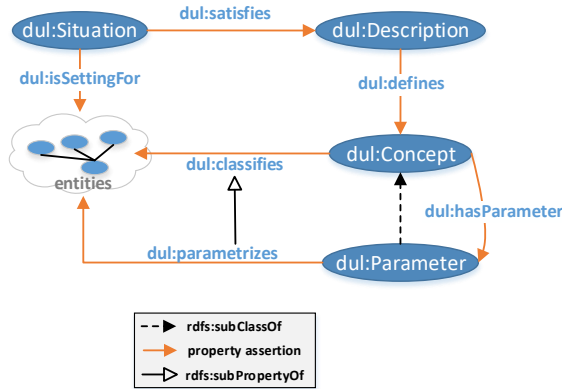 dul:satisfies
dul:Situation
dul:Description
dul:isSettingFor
dul:defines
dul:classifies
dul:Concept
entities
dul:hasParameter
dul:parametrizes
dul:Parameter
rdfs:subClassOf
property assertion
rdfs:subPropertyOf